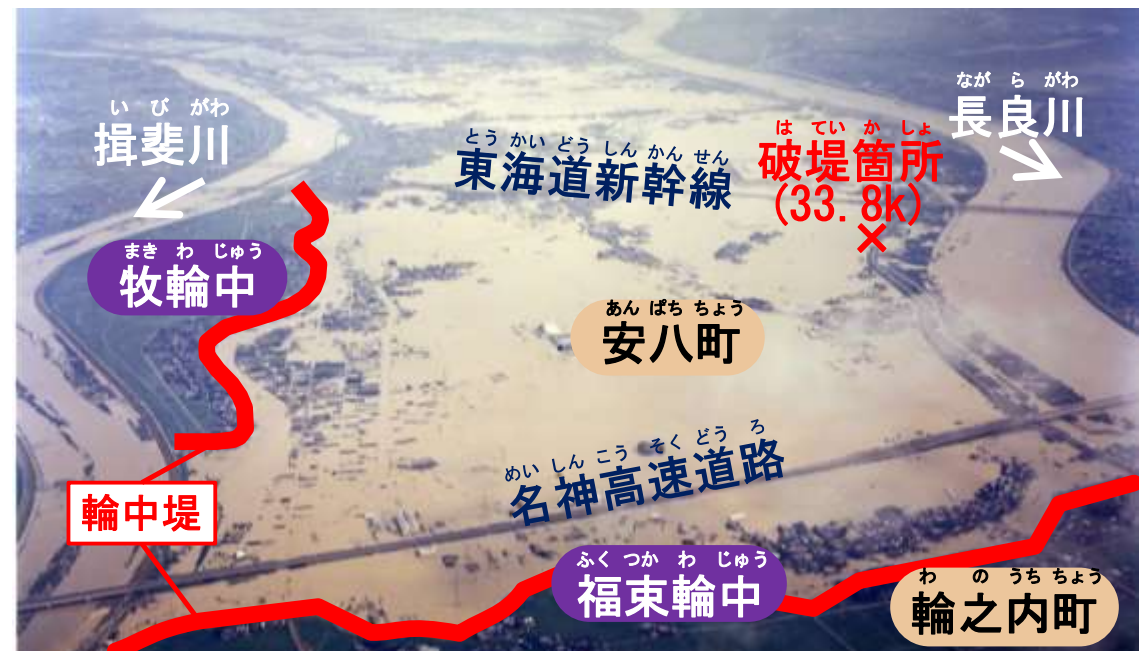 い び がわ
揖斐川
とう かい どう しん かん せん
東海道新幹線
は てい か しょ
破堤箇所
(33.8k)
×
なが ら がわ
長良川
まき わ じゅう
牧輪中
あん ぱち ちょう
安八町
めい しん こう そく どう ろ
名神高速道路
輪中堤
ふく つか わ じゅう
福束輪中
わ の うち ちょう
輪之内町